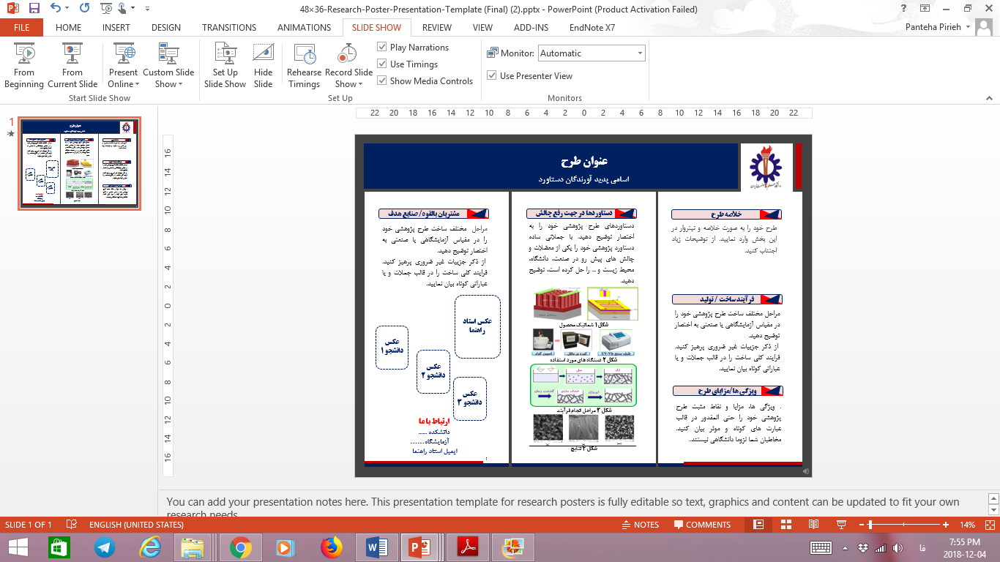 48×36-Research-Poster-Presentation-Template (Final) (2).pptx - PowerPoint (Product Activation Failed)
FILE HOME INSERT DESIGN TRANSITIONS ANIMATIONS SLIDE SHOW REVIEW VIEW ADD-INS EndNote X7
Panteha Pirieh
From Beginning
From Current Slide
Present Online
Custom Slide Show
Set Up Slide Show
Hide Slide
Rehearse Timings
Record Slide Show
Play Narrations
Use Timings
Show Media Controls
Monitor: Automatic
Use Presenter View
Start Slide Show
Set Up
Monitors
22 20 18 16 14 12 10 8 6 4 2 0 2 4 6 8 10 12 14 16 18 20 22
16 14 12 10 8 6 4 2 0 2 4 6 8 10 12 14 16
1
عنوان طرح
اسامی پدید آورندگان دستاورد
خلاصه طرح
طرح خود را به صورت خلاصه و تیتروار در
این بخش وارد نمایید. از توضیحات زیاد
اجتناب کنید.
فرآیند ساخت / تولید
مراحل مختلف ساخت طرح پژوهشی خود را
در مقیاس آزمایشگاهی یا صنعتی به اختصار
توضیح دهید.
از ذکر جزییات غیر ضروری پرهیز کنید.
فرایند کلی ساخت را در قالب جملات و یا
عباراتی کوتاه بیان نمایید.
ویژگی ها/مزایای طرح
. ویژگی ها، مزایا و نقاط مثبت طرح
پژوهشی خود را حتی المقدور در قالب
عبارت های کوتاه و موثر بیان کنید.
مخاطبان شما لزوما دانشگاهی نیستند..
دستاوردها در جهت رفع چالش
دستاوردهای طرح پژوهشی خود را به
اختصار توضیح دهید. با جملاتی ساده
دستاورد پژوهشی خود را یکی از معضلات و
چالش های پیش رو در صنعت، دانشگاه،
محیط زیست و ... را حل کرده است، توضیح
دهید.
شکل۱ شماتیک محصول
شکل ۲ دستگاه های مورد استفاده
سل
ژل
گذشت زمان
خشک سازی
ایروژل
شکل ۳ مراحل انجام فرآیند
شکل ۴ نتایج
مشتریان بالقوه/ صنایع هدف
مراحل مختلف ساخت طرح پژوهشی خود
را در مقیاس آزمایشگاهی یا صنعتی به
اختصار توضیح دهید.
از ذکر جزییات غیر ضروری پرهیز کنید.
فرایند کلی ساخت را در قالب جملات و یا
عباراتی کوتاه بیان نمایید.
عکس استاد
راهنما
عکس
دانشجو ۱
عکس
دانشجو ۲
عکس
دانشجو ۳
ارتباط با ما
دانشکده ......
آزمایشگاه......
ایمیل استاد راهنما
You can add your presentation notes here. This presentation template for research posters is fully editable so text, graphics and content can be updated to fit your own
research needs
SLIDE 1 OF 1 ENGLISH (UNITED STATES) NOTES COMMENTS 14%
فا
7:55 PM
2018-12-04